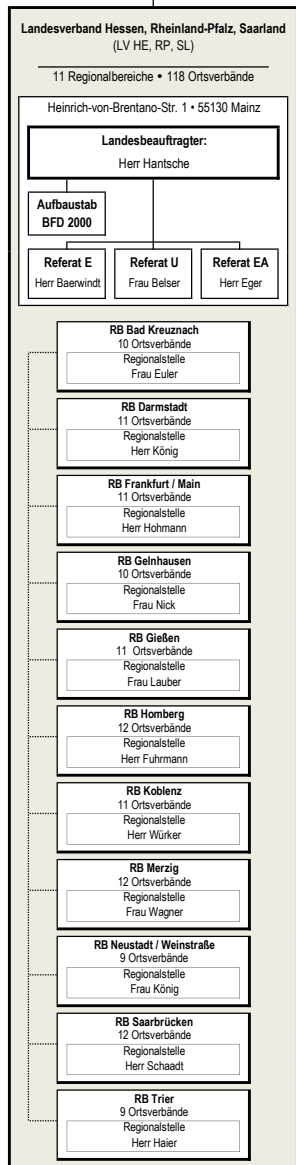 Landesverband Hessen, Rheinland-Pfalz, Saarland
(LV HE, RP, SL)
11 Regionalbereiche • 118 Ortsverbände
Heinrich-von-Brentano-Str. 1 • 55130 Mainz
Landesbeauftragter:
Herr Hantsche
Aufbaustab
BFD 2000
Referat E
Herr Baerwindt
Referat U
Frau Belser
Referat EA
Herr Eger
RB Bad Kreuznach
10 Ortsverbände
Regionalstelle
Frau Euler
RB Darmstadt
11 Ortsverbände
Regionalstelle
Herr König
RB Frankfurt / Main
11 Ortsverbände
Regionalstelle
Herr Hohmann
RB Gelnhausen
10 Ortsverbände
Regionalstelle
Frau Nick
RB Gießen
11 Ortsverbände
Regionalstelle
Frau Lauber
RB Homberg
12 Ortsverbände
Regionalstelle
Herr Fuhrmann
RB Koblenz
11 Ortsverbände
Regionalstelle
Herr Würker
RB Merzig
12 Ortsverbände
Regionalstelle
Frau Wagner
RB Neustadt / Weinstraße
9 Ortsverbände
Regionalstelle
Frau König
RB Saarbrücken
12 Ortsverbände
Regionalstelle
Herr Schaadt
RB Trier
9 Ortsverbände
Regionalstelle
Herr Haier